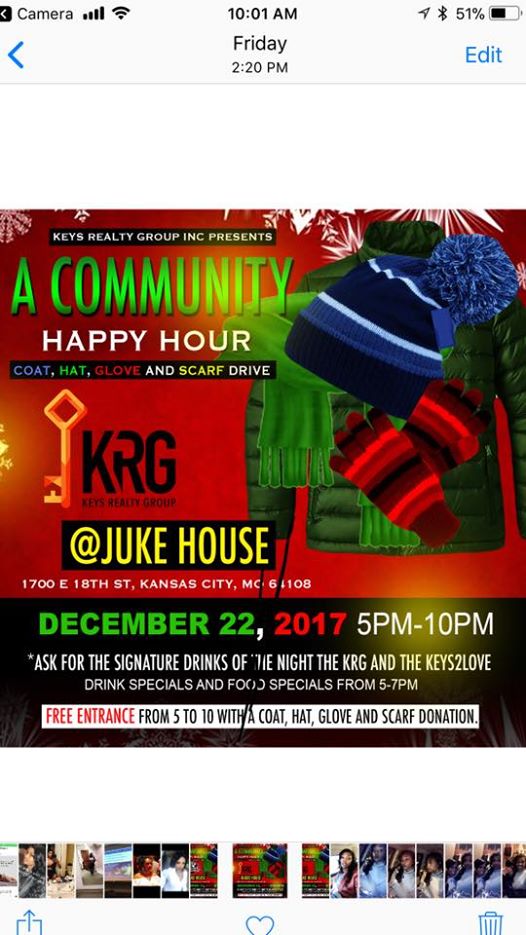 Camera 10:01 AM 51%
Friday
2:20 PM
Edit
KEYS REALTY GROUP INC PRESENTS
A COMMUNITY
HAPPY HOUR
COAT, HAT, GLOVE AND SCARF DRIVE
KRG
KEYS REALTY GROUP
@JUKE HOUSE
1700 E 18TH ST, KANSAS CITY, MO 64108
DECEMBER 22, 2017 5PM-10PM
*ASK FOR THE SIGNATURE DRINKS OF THE NIGHT THE KRG AND THE KEYS2LOVE
DRINK SPECIALS AND FOOD SPECIALS FROM 5-7PM
FREE ENTRANCE FROM 5 TO 10 WITH A COAT, HAT, GLOVE AND SCARF DONATION.